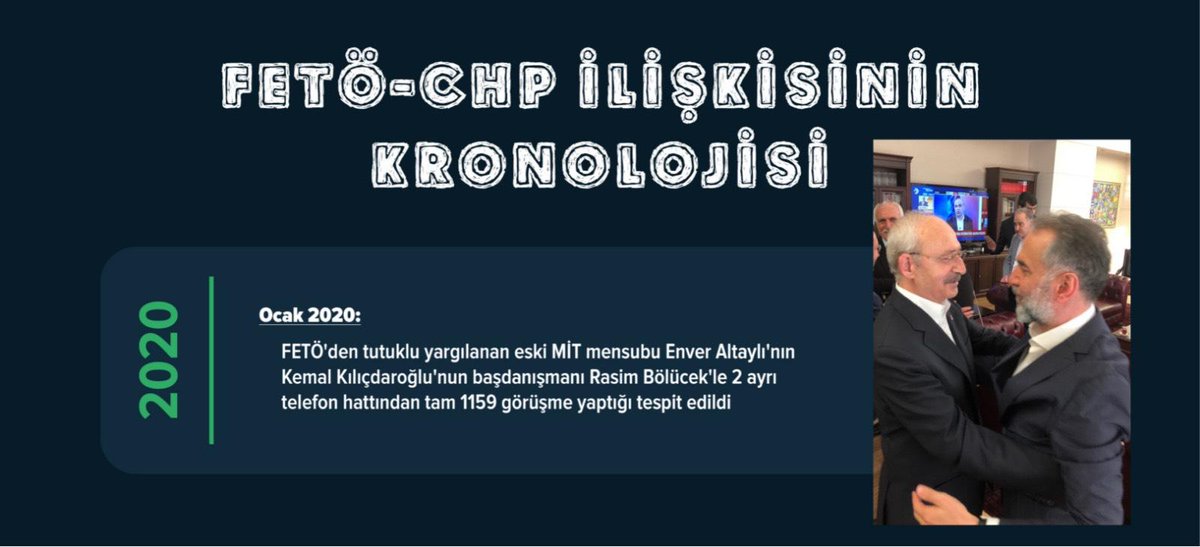 FETÖ-CHP İLİŞKİSİNİN
KRONOLOJİSİ
2020
Ocak 2020:
FETÖ'den tutuklu yargılanan eski MİT mensubu Enver Altaylı'nın
Kemal Kılıçdaroğlu'nun başdanışmanı Rasim Bölücek'le 2 ayrı
telefon hattından tam 1159 görüşme yaptığı tespit edildi